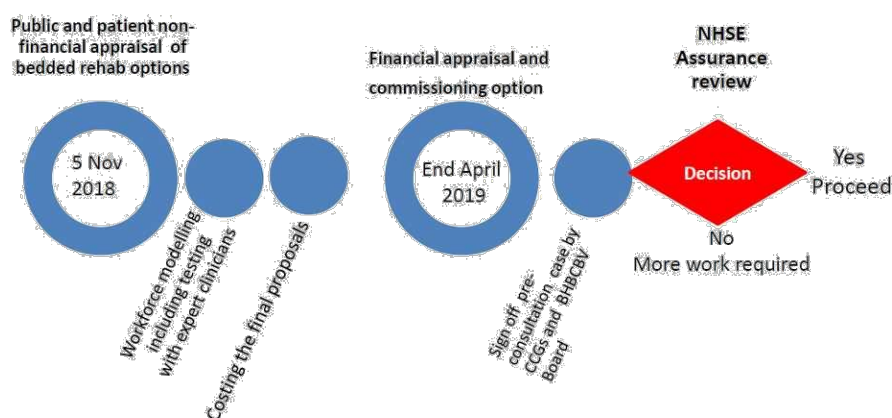 Public and patient non-
financial appraisal of
bedded rehab options
5 Nov
2018
Workforce modelling
including testing
with expert clinicians
Costing the final proposals
Financial appraisal and
commissioning option
End April
2019
Sign off pre-
consultation case by
CCGs and BHBCBV
Board
NHSE
Assurance
review
Decision
Yes
Proceed
No
More work required